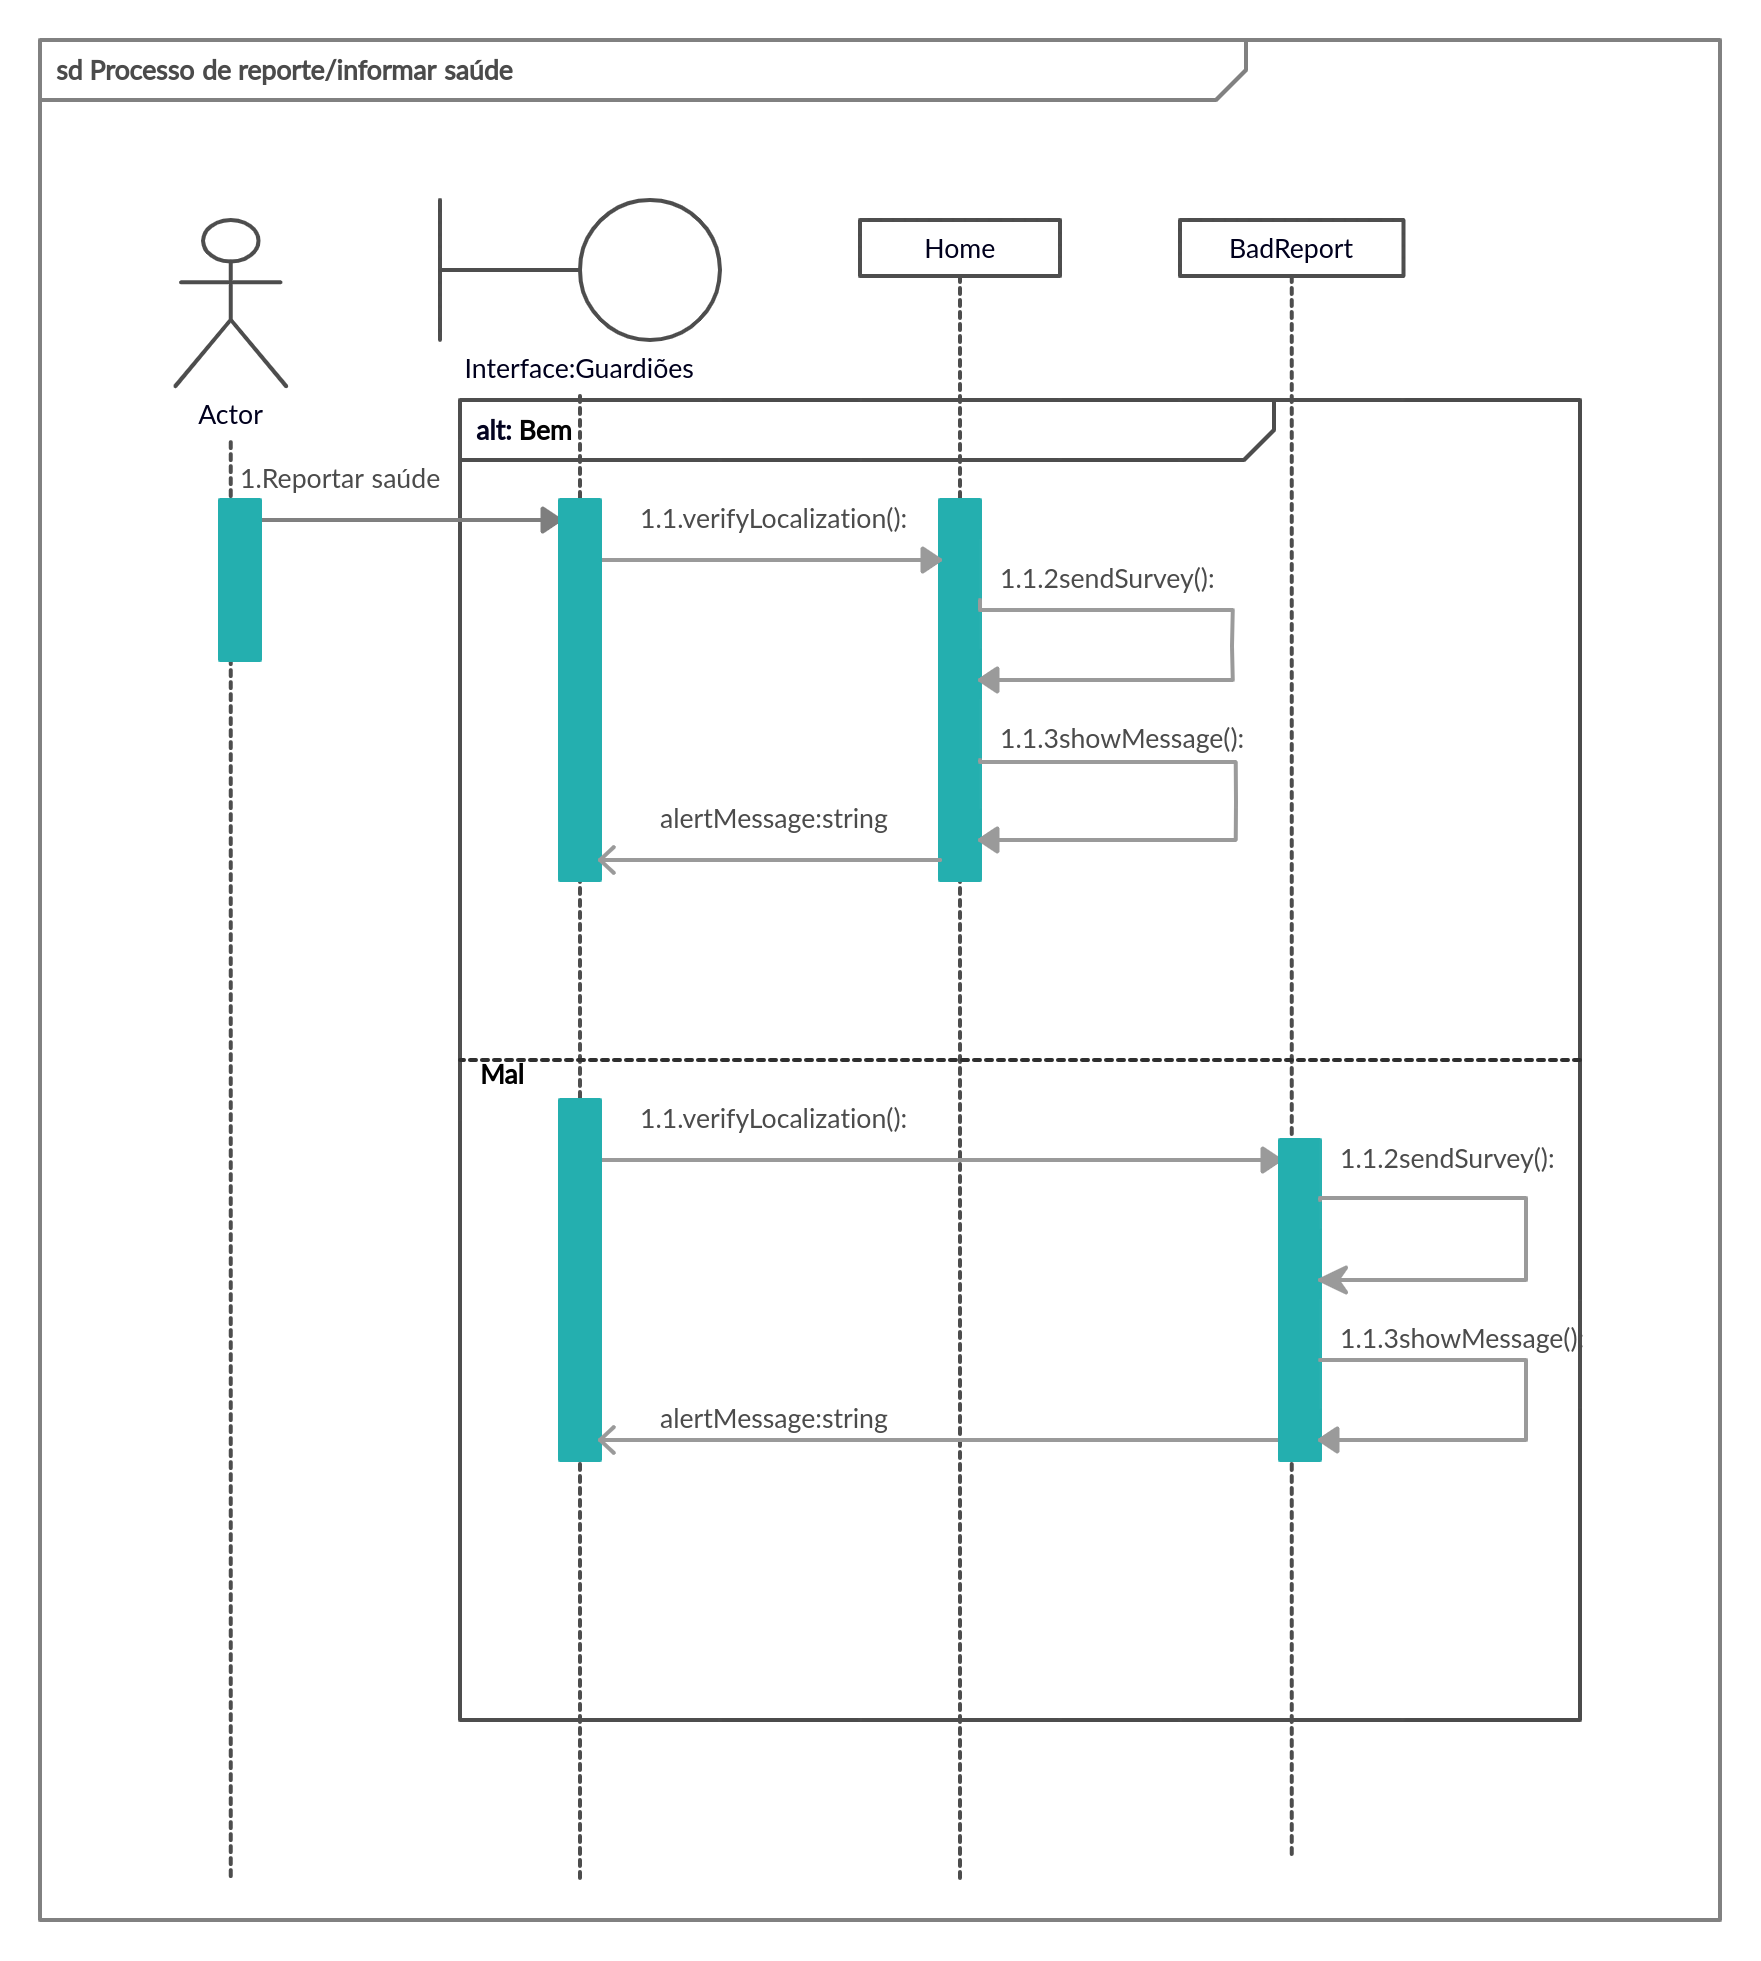 sd Processo de reporte/informar saúde
Home
BadReport
Interface:Guardiões
Actor
alt: Bem
1.Reportar saúde
1.1.verifyLocalization():
1.1.2sendSurvey():
1.1.3showMessage():
alertMessage:string
Mal
1.1.verifyLocalization():
1.1.2sendSurvey():
1.1.3showMessage():
alertMessage:string